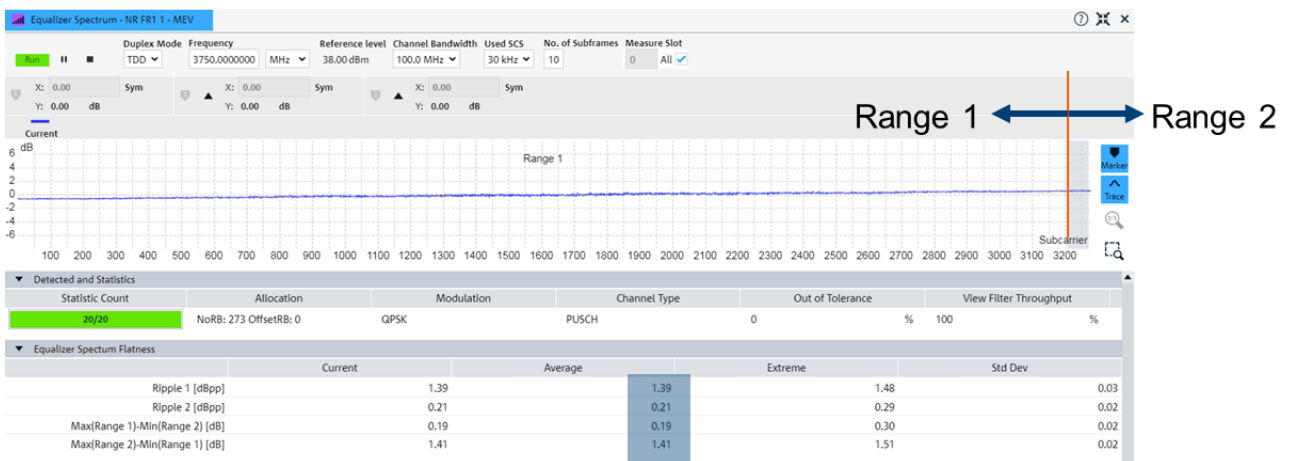 Equalizer Spectrum - NR FR1 1 - MEV
Duplex Mode Frequency Reference level Channel Bandwidth Used SCS No. of Subframes Measure Slot
Run TDD 3750.0000000 MHz 38.00 dBm 100.0 MHz 30 kHz 10 0 All
X: 0.00 Sym X: 0.00 Sym X: 0.00 Sym
Y: 0.00 dB Y: 0.00 dB Y: 0.00 dB
Range 1 Range 2
Current
dB
Range 1
6
4
2
0
-2
-4
-6
Marker
Trace
Subcarrier
100 200 300 400 500 600 700 800 900 1000 1100 1200 1300 1400 1500 1600 1700 1800 1900 2000 2100 2200 2300 2400 2500 2600 2700 2800 2900 3000 3100 3200
Detected and Statistics
Statistic Count Allocation Modulation Channel Type Out of Tolerance View Filter Throughput
20/20 NoRB: 273 OffsetRB: 0 QPSK PUSCH 0 % 100 %
Equalizer Spectum Flatness
Current Average Extreme Std Dev
Ripple 1 [dBpp] 1.39 1.39 1.48 0.03
Ripple 2 [dBpp] 0.21 0.21 0.29 0.02
Max(Range 1)-Min(Range 2) [dB] 0.19 0.19 0.30 0.02
Max(Range 2)-Min(Range 1) [dB] 1.41 1.41 1.51 0.02